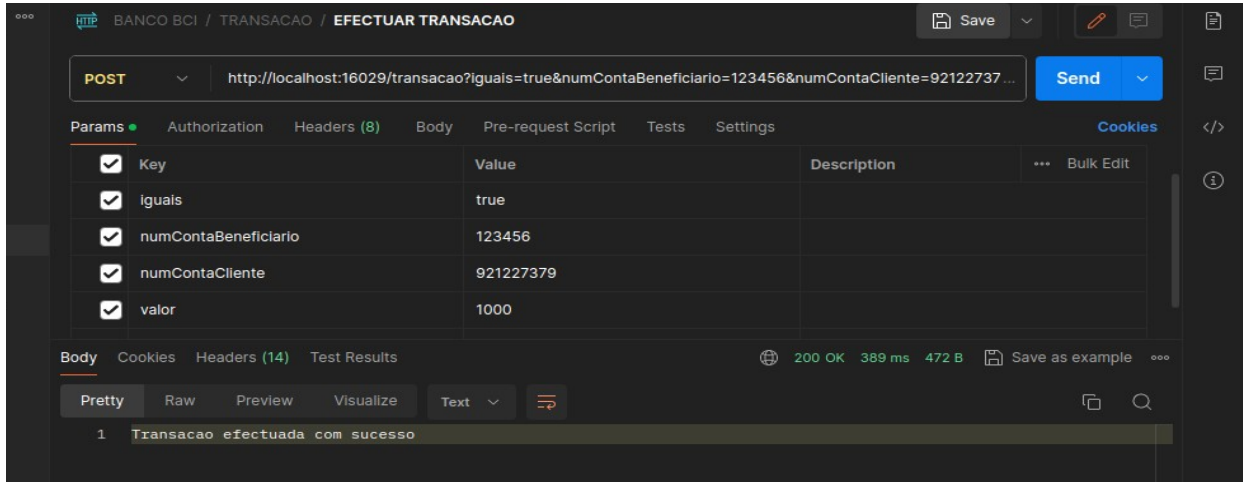 HTTP BANCO BCI / TRANSACAO / EFECTUAR TRANSACAO Save
POST http://localhost:16029/transacao?iguais=true&numContaBeneficiario=123456&numContaCliente=92122737... Send
Params Authorization Headers (8) Body Pre-request Script Tests Settings Cookies
Key Value Description ••• Bulk Edit
iguais true
numContaBeneficiario 123456
numContaCliente 921227379
valor 1000
Body Cookies Headers (14) Test Results 200 OK 389 ms 472 B Save as example
Pretty Raw Preview Visualize Text
1 Transacao efectuada com sucesso